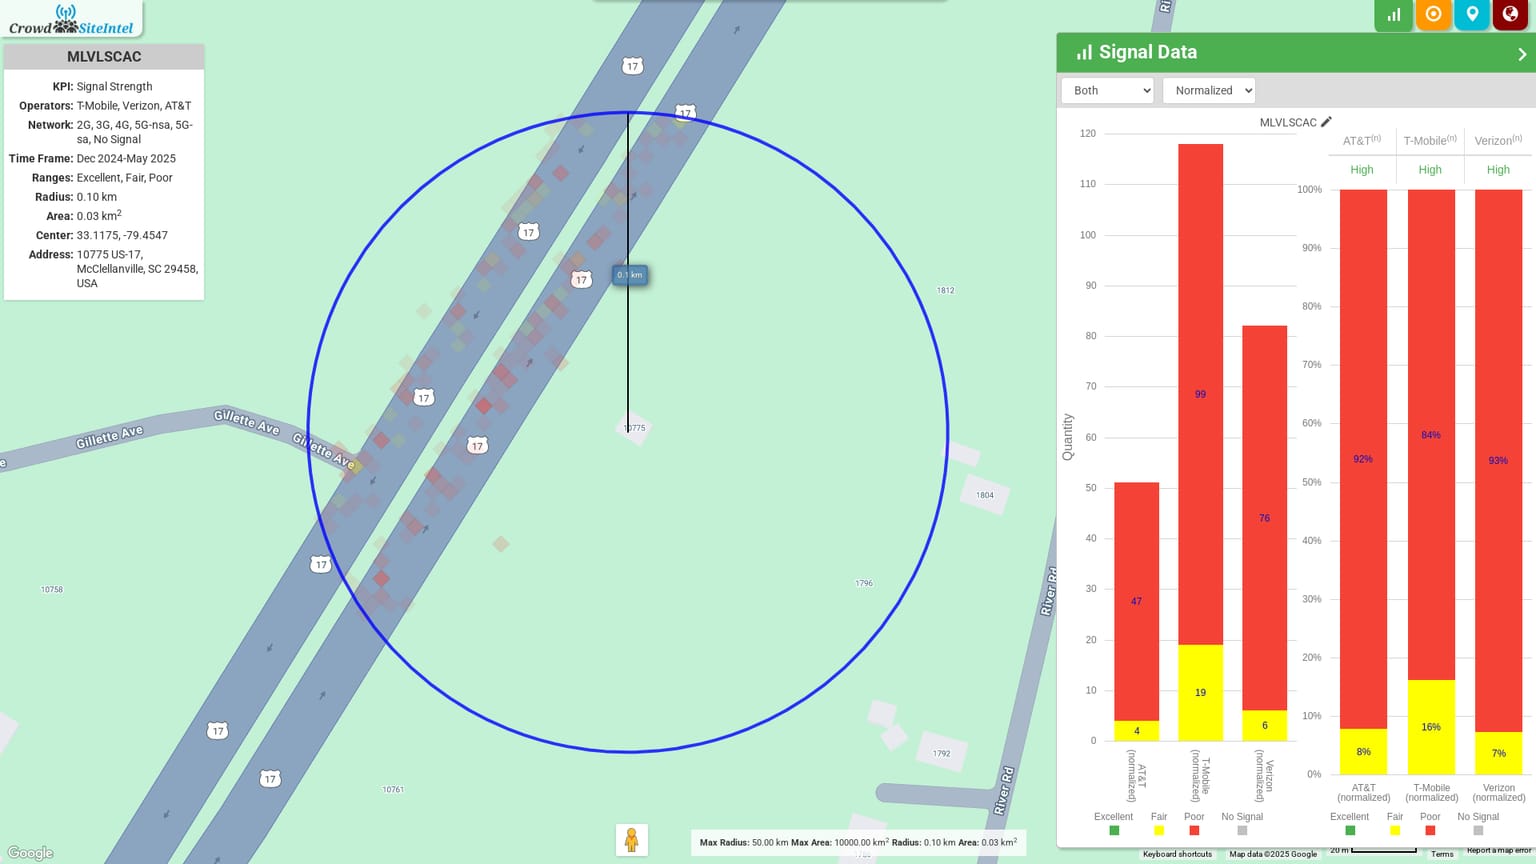 Crowd SiteIntel
MLVLSCAC
KPI: Signal Strength
Operators: T-Mobile, Verizon, AT&T
Network: 2G, 3G, 4G, 5G-nsa, 5G-
sa, No Signal
Time Frame: Dec 2024-May 2025
Ranges: Excellent, Fair, Poor
Radius: 0.10 km
Area: 0.03 km2
Center: 33.1175, -79.4547
Address: 10775 US-17,
McClellanville, SC 29458,
USA
17
17
17
17
0.1 km
1812
17
Gillette Ave
Gillette Ave
Gillette Ave
10775
17
1804
17
10758
1796
River Rd
17
1792
17
10761
River Rd
Google
Max Radius: 50.00 km Max Area: 10000.00 km2 Radius: 0.10 km Area: 0.03 km2
Signal Data
Both
Normalized
MLVLSCAC
120
110
100
90
80
70
60
50
40
30
20
10
0
Quantity
47
4
99
19
76
6
AT&T
(normalized)
T-Mobile
(normalized)
Verizon
(normalized)
Excellent
Fair
Poor
No Signal
AT&T(n)
T-Mobile(n)
Verizon(n)
High
High
High
100%
90%
80%
70%
60%
50%
40%
30%
20%
10%
0%
92%
8%
84%
16%
93%
7%
AT&T
(normalized)
T-Mobile
(normalized)
Verizon
(normalized)
Excellent
Fair
Poor
No Signal
Keyboard shortcuts
Map data ©2025 Google
20 m
Terms
Report a map error